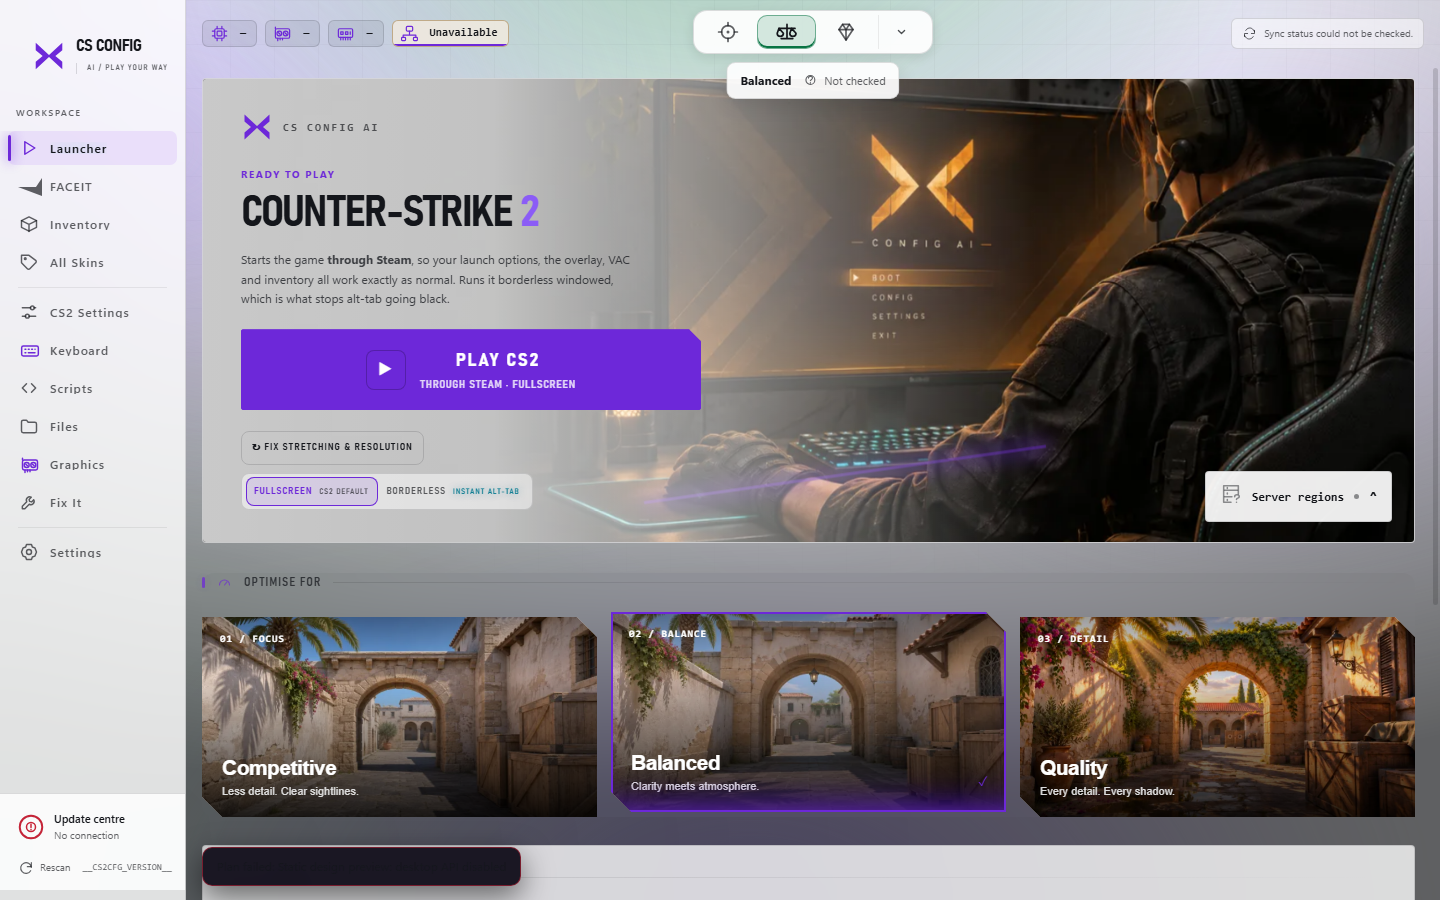 CS CONFIG
AI / PLAY YOUR WAY
WORKSPACE
Launcher
FACEIT
Inventory
All Skins
CS2 Settings
Keyboard
Scripts
Files
Graphics
Fix It
Settings
Update centre
No connection
Rescan
__CS2CFG_VERSION__
–
–
–
Unavailable
Sync status could not be checked.
Balanced
Not checked
CS CONFIG AI
READY TO PLAY
COUNTER-STRIKE 2
Starts the game through Steam, so your launch options, the overlay, VAC
and inventory all work exactly as normal. Runs it borderless windowed,
which is what stops alt-tab going black.
PLAY CS2
THROUGH STEAM · FULLSCREEN
↻ FIX STRETCHING & RESOLUTION
FULLSCREEN CS2 DEFAULT
BORDERLESS INSTANT ALT-TAB
— CONFIG AI —
BOOT
CONFIG
SETTINGS
EXIT
Server regions
OPTIMISE FOR
01 / FOCUS
Competitive
Less detail. Clear sightlines.
02 / BALANCE
Balanced
Clarity meets atmosphere.
03 / DETAIL
Quality
Every detail. Every shadow.